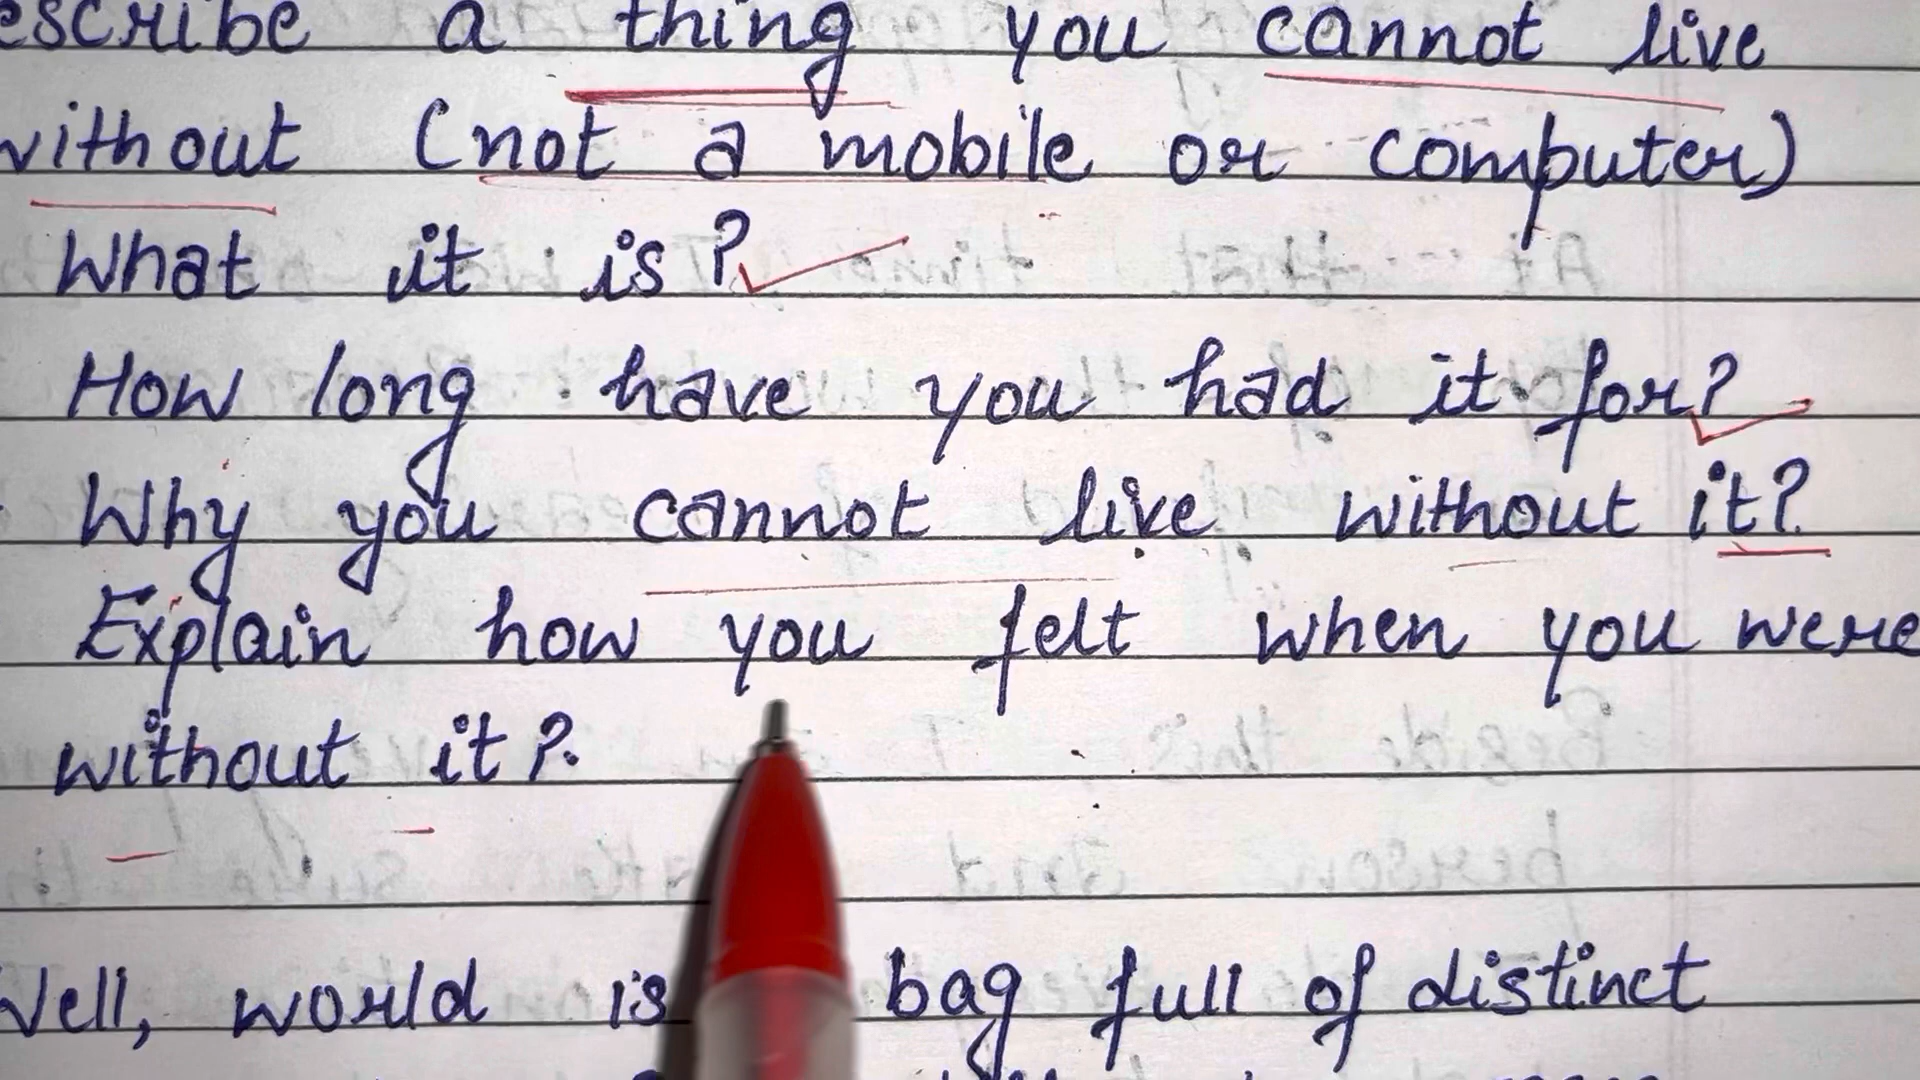 escribe a thing you cannot live
without (not a mobile or computer)
What it is?
How long have you had it for?
Why you cannot live without it?
Explain how you felt when you were
without it?.
Well, world is bag full of distinct